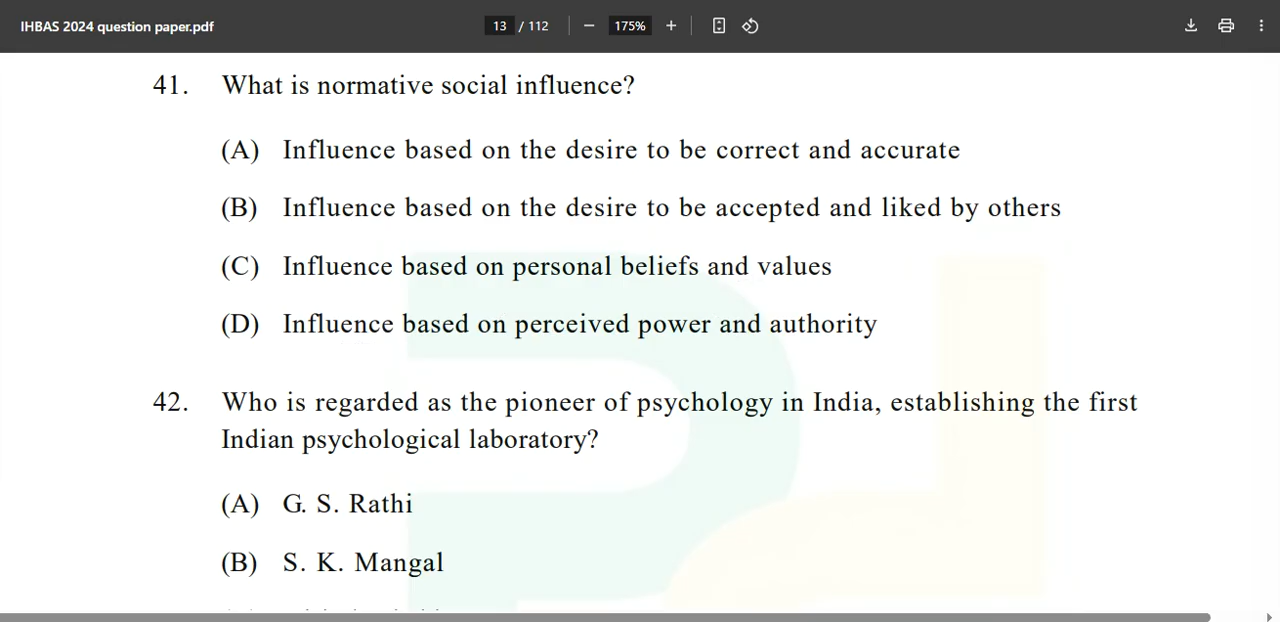 IHBAS 2024 question paper.pdf
13 / 112
175%
41. What is normative social influence?
(A) Influence based on the desire to be correct and accurate
(B) Influence based on the desire to be accepted and liked by others
(C) Influence based on personal beliefs and values
(D) Influence based on perceived power and authority
42. Who is regarded as the pioneer of psychology in India, establishing the first
Indian psychological laboratory?
(A) G. S. Rathi
(B) S. K. Mangal